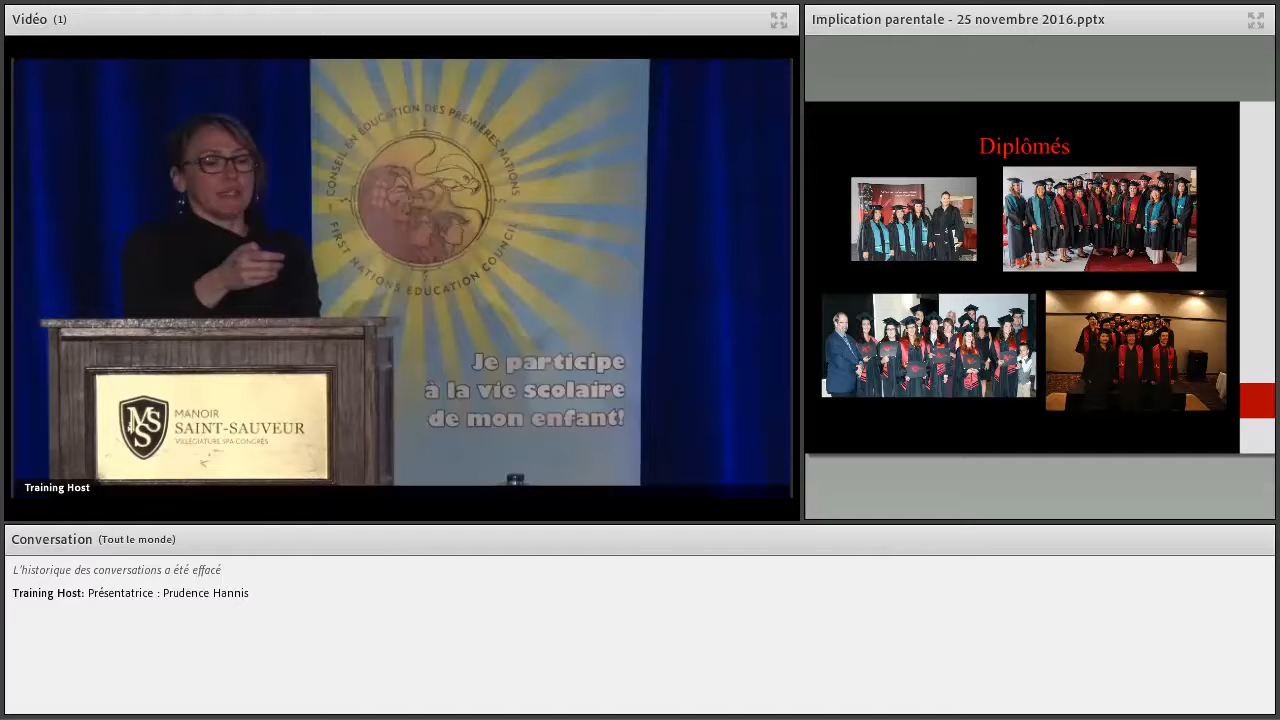 Vidéo (1)
CONSEIL EN ÉDUCATION DES PREMIÈRES NATIONS
FIRST NATIONS EDUCATION COUNCIL
Je participe
à la vie scolaire
de mon enfant!
MSS
MANOIR
SAINT-SAUVEUR
VILLÉGIATURE SPA CONGRÈS
Training Host
Implication parentale - 25 novembre 2016.pptx
Diplômés
Conversation (Tout le monde)
L'historique des conversations a été effacé
Training Host: Présentatrice : Prudence Hannis